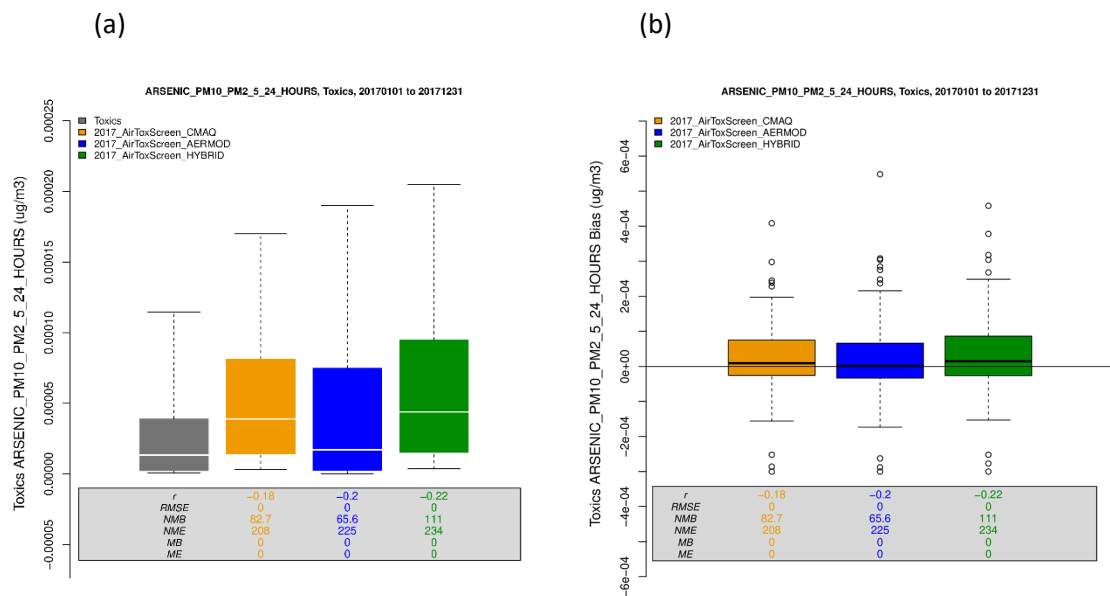 (a)
ARSENIC_PM10_PM2_5_24_HOURS, Toxics, 20170101 to 20171231
Toxics ARSENIC_PM10_PM2_5_24_HOURS (ug/m3)
0.00025
0.00020
0.00015
0.00010
0.00005
0.00000
−0.00005
Toxics
2017_AirToxScreen_CMAQ
2017_AirToxScreen_AERMOD
2017_AirToxScreen_HYBRID
r −0.18 −0.2 −0.22
RMSE 0 0 0
NMB 82.7 65.6 111
NME 208 225 234
MB 0 0 0
ME 0 0 0
(b)
ARSENIC_PM10_PM2_5_24_HOURS, Toxics, 20170101 to 20171231
Toxics ARSENIC_PM10_PM2_5_24_HOURS Bias (ug/m3)
6e−04
4e−04
2e−04
0e+00
−2e−04
−4e−04
−6e−04
2017_AirToxScreen_CMAQ
2017_AirToxScreen_AERMOD
2017_AirToxScreen_HYBRID
r −0.18 −0.2 −0.22
RMSE 0 0 0
NMB 82.7 65.6 111
NME 208 225 234
MB 0 0 0
ME 0 0 0